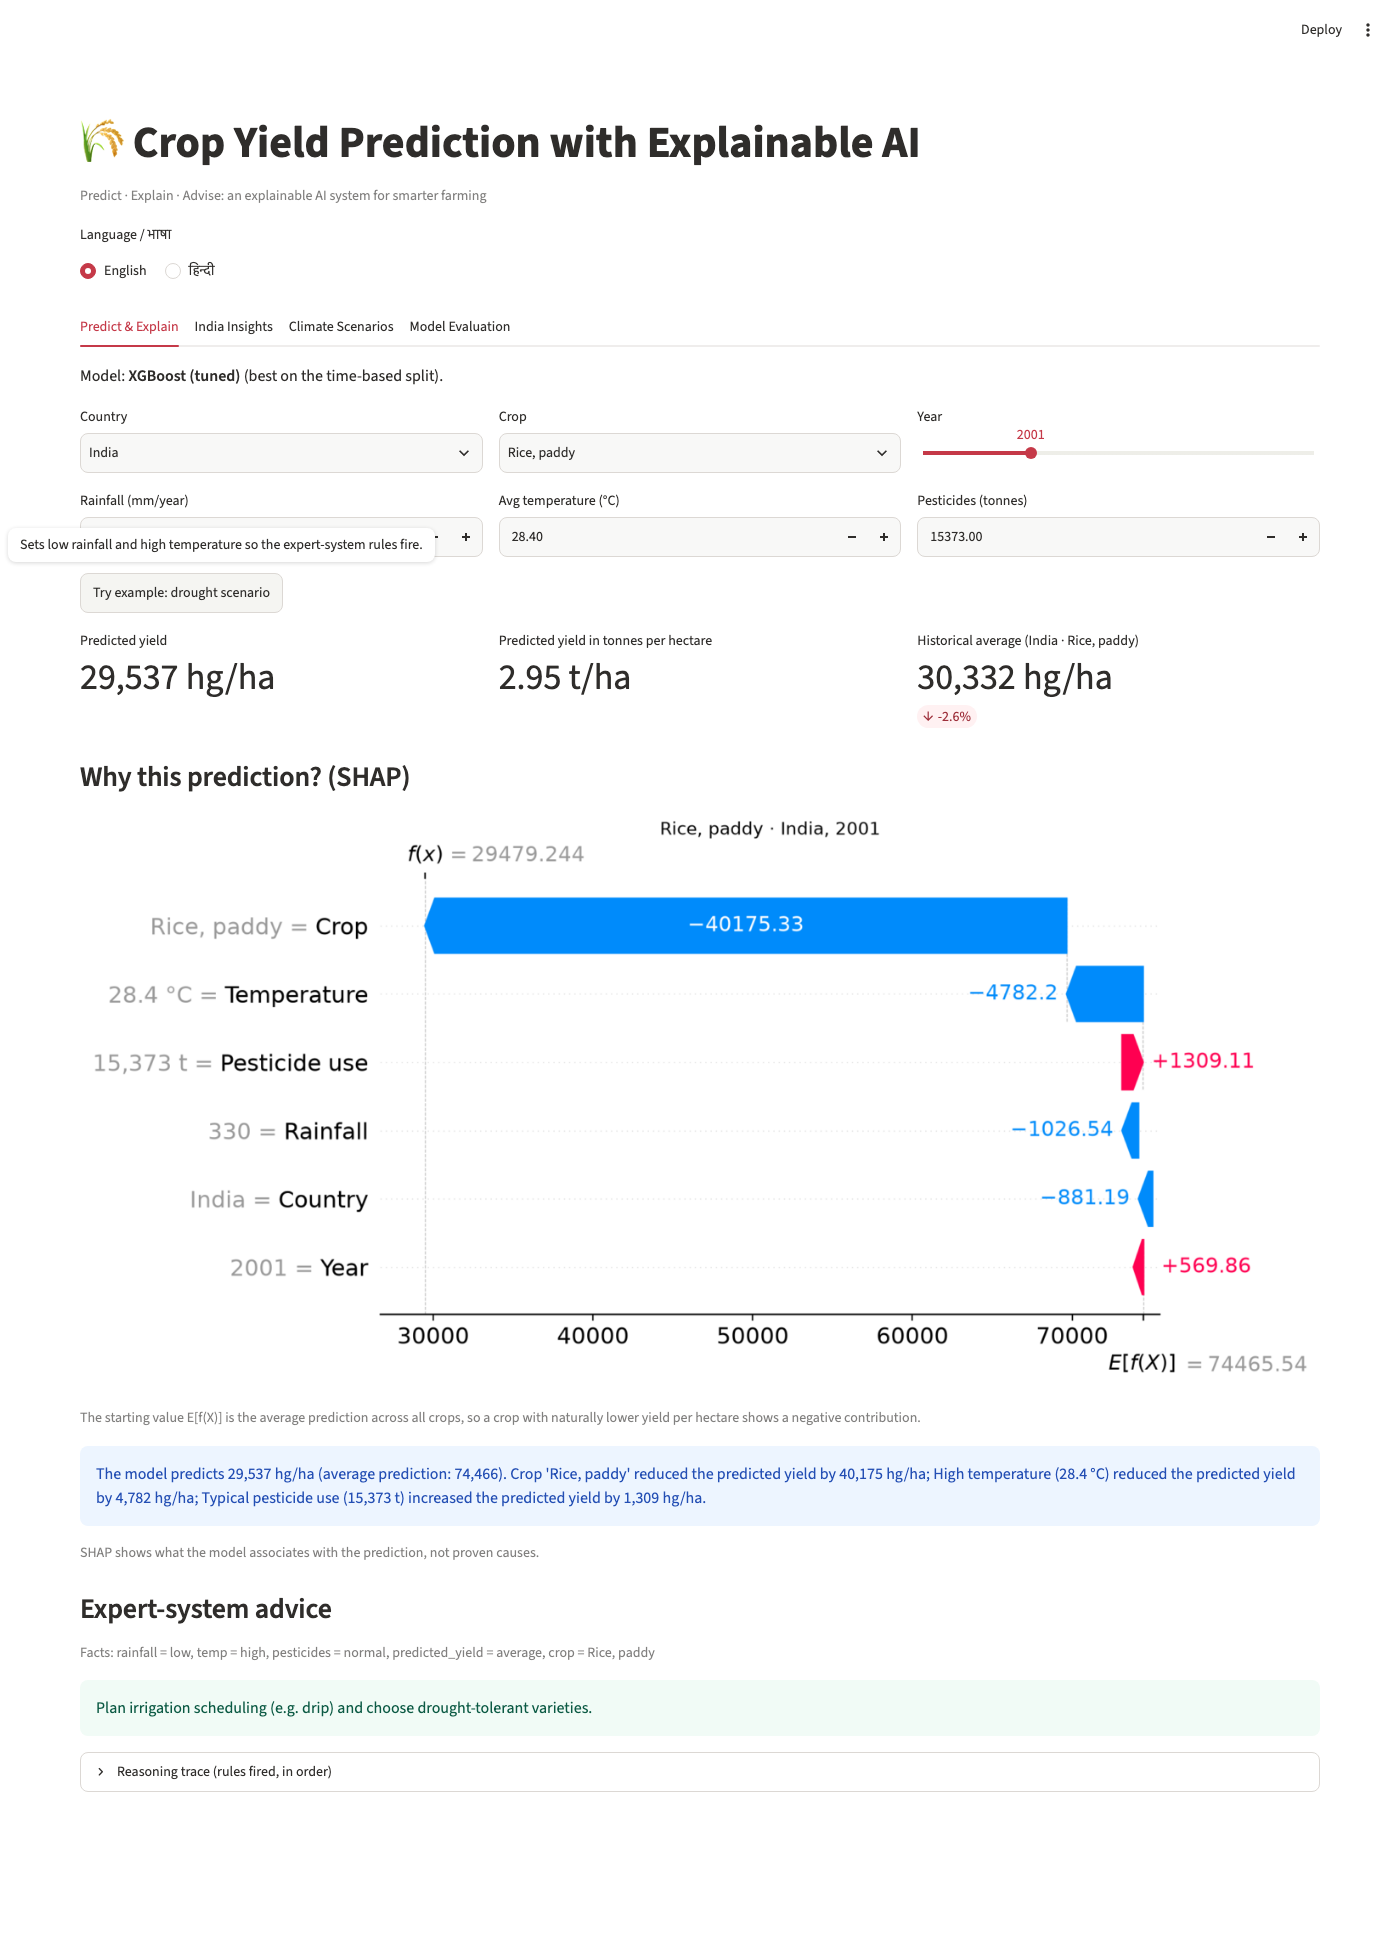 Deploy
Crop Yield Prediction with Explainable AI
Predict · Explain · Advise: an explainable AI system for smarter farming
Language / भाषा
English हिन्दी
Predict & Explain India Insights Climate Scenarios Model Evaluation
Model: XGBoost (tuned) (best on the time-based split).
Country Crop Year
2001
India Rice, paddy
Rainfall (mm/year) Avg temperature (°C) Pesticides (tonnes)
Sets low rainfall and high temperature so the expert-system rules fire.
28.40 15373.00
Try example: drought scenario
Predicted yield Predicted yield in tonnes per hectare Historical average (India · Rice, paddy)
29,537 hg/ha 2.95 t/ha 30,332 hg/ha
↓ -2.6%
Why this prediction? (SHAP)
Rice, paddy · India, 2001
f(x) = 29479.244
Rice, paddy = Crop −40175.33
28.4 °C = Temperature −4782.2
15,373 t = Pesticide use +1309.11
330 = Rainfall −1026.54
India = Country −881.19
2001 = Year +569.86
30000 40000 50000 60000 70000
E[f(X)] = 74465.54
The starting value E[f(X)] is the average prediction across all crops, so a crop with naturally lower yield per hectare shows a negative contribution.
The model predicts 29,537 hg/ha (average prediction: 74,466). Crop 'Rice, paddy' reduced the predicted yield by 40,175 hg/ha; High temperature (28.4 °C) reduced the predicted yield
by 4,782 hg/ha; Typical pesticide use (15,373 t) increased the predicted yield by 1,309 hg/ha.
SHAP shows what the model associates with the prediction, not proven causes.
Expert-system advice
Facts: rainfall = low, temp = high, pesticides = normal, predicted_yield = average, crop = Rice, paddy
Plan irrigation scheduling (e.g. drip) and choose drought-tolerant varieties.
Reasoning trace (rules fired, in order)